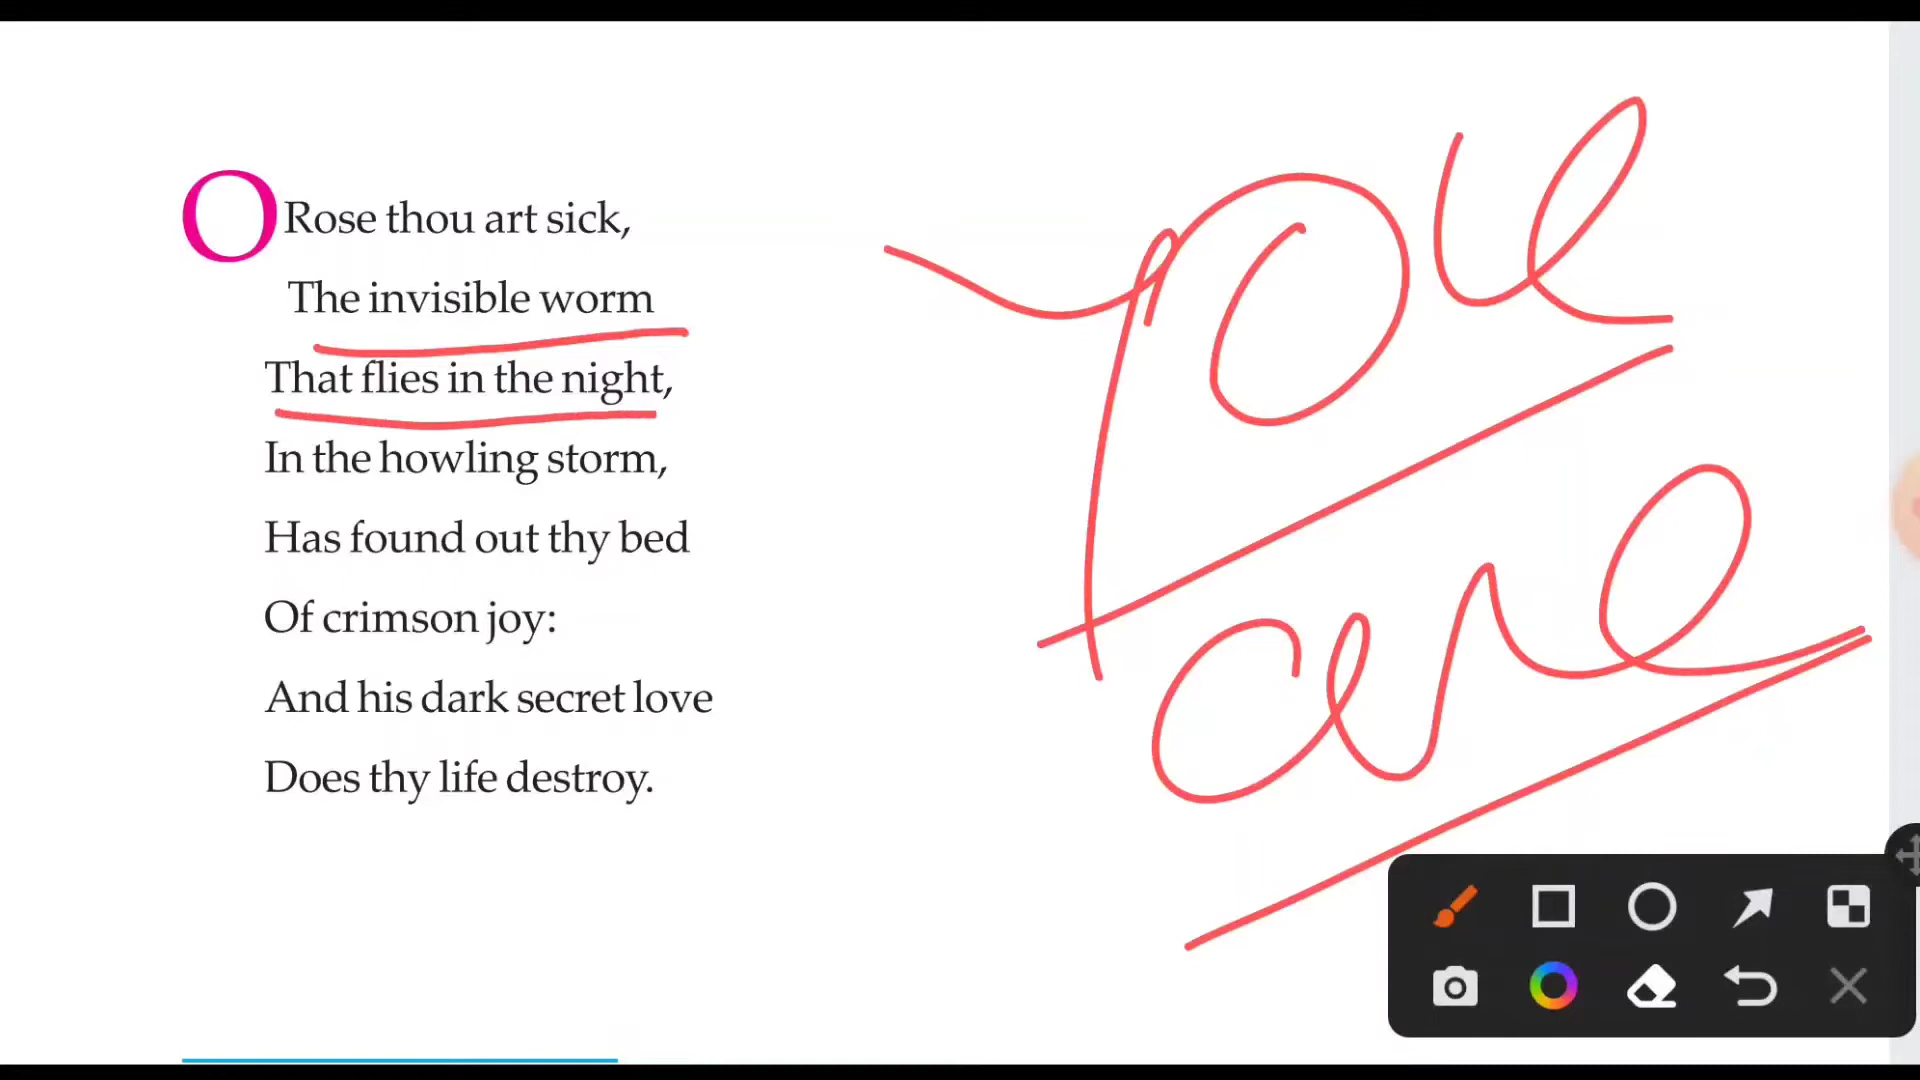 O Rose thou art sick,
The invisible worm
That flies in the night,
In the howling storm,
Has found out thy bed
Of crimson joy:
And his dark secret love
Does thy life destroy.
are